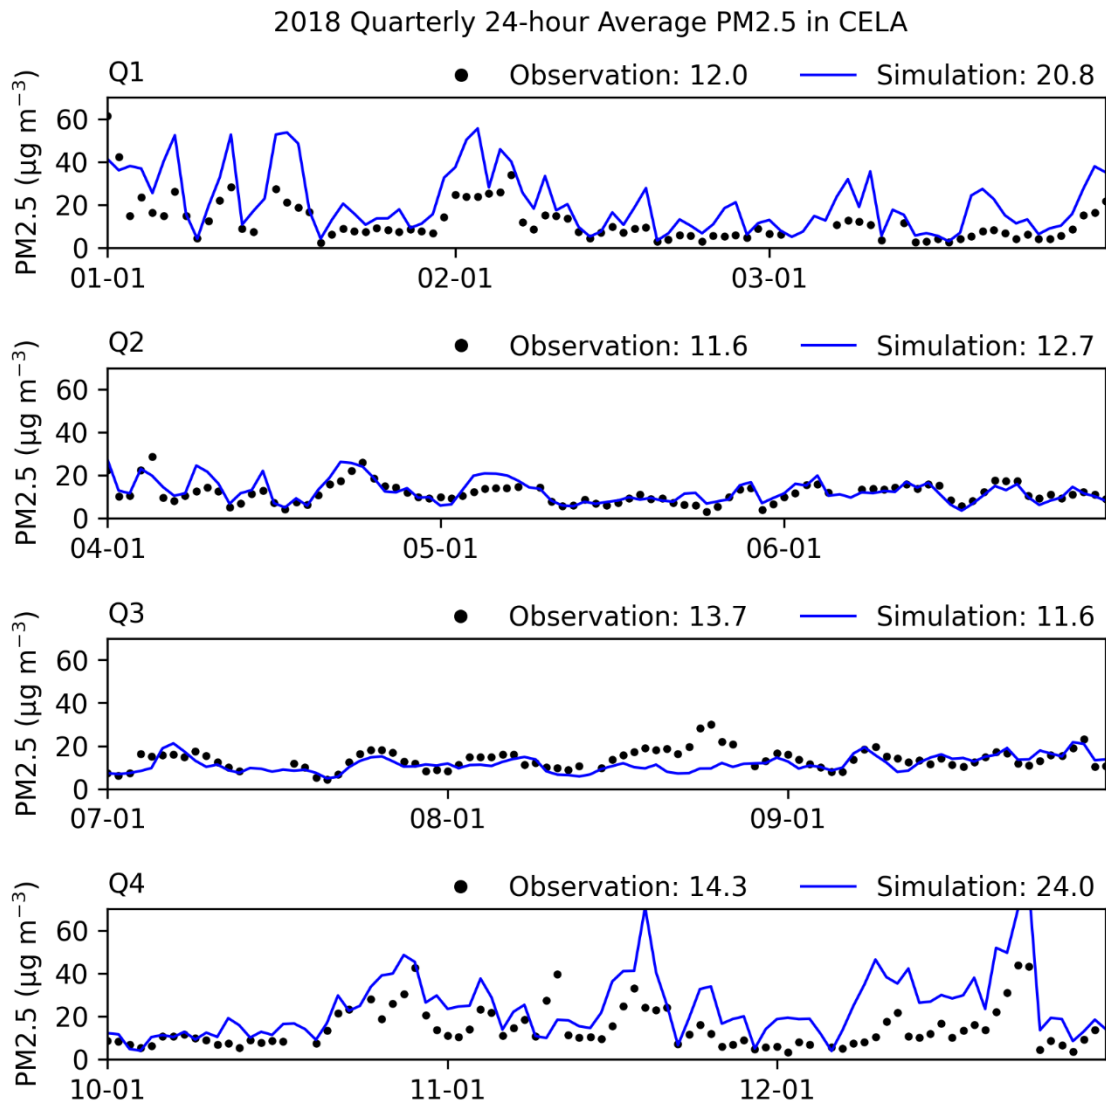 2018 Quarterly 24-hour Average PM2.5 in CELA
Q1 Observation: 12.0 Simulation: 20.8
PM2.5 (µg m⁻³)
60
40
20
0
01-01 02-01 03-01
Q2 Observation: 11.6 Simulation: 12.7
PM2.5 (µg m⁻³)
60
40
20
0
04-01 05-01 06-01
Q3 Observation: 13.7 Simulation: 11.6
PM2.5 (µg m⁻³)
60
40
20
0
07-01 08-01 09-01
Q4 Observation: 14.3 Simulation: 24.0
PM2.5 (µg m⁻³)
60
40
20
0
10-01 11-01 12-01